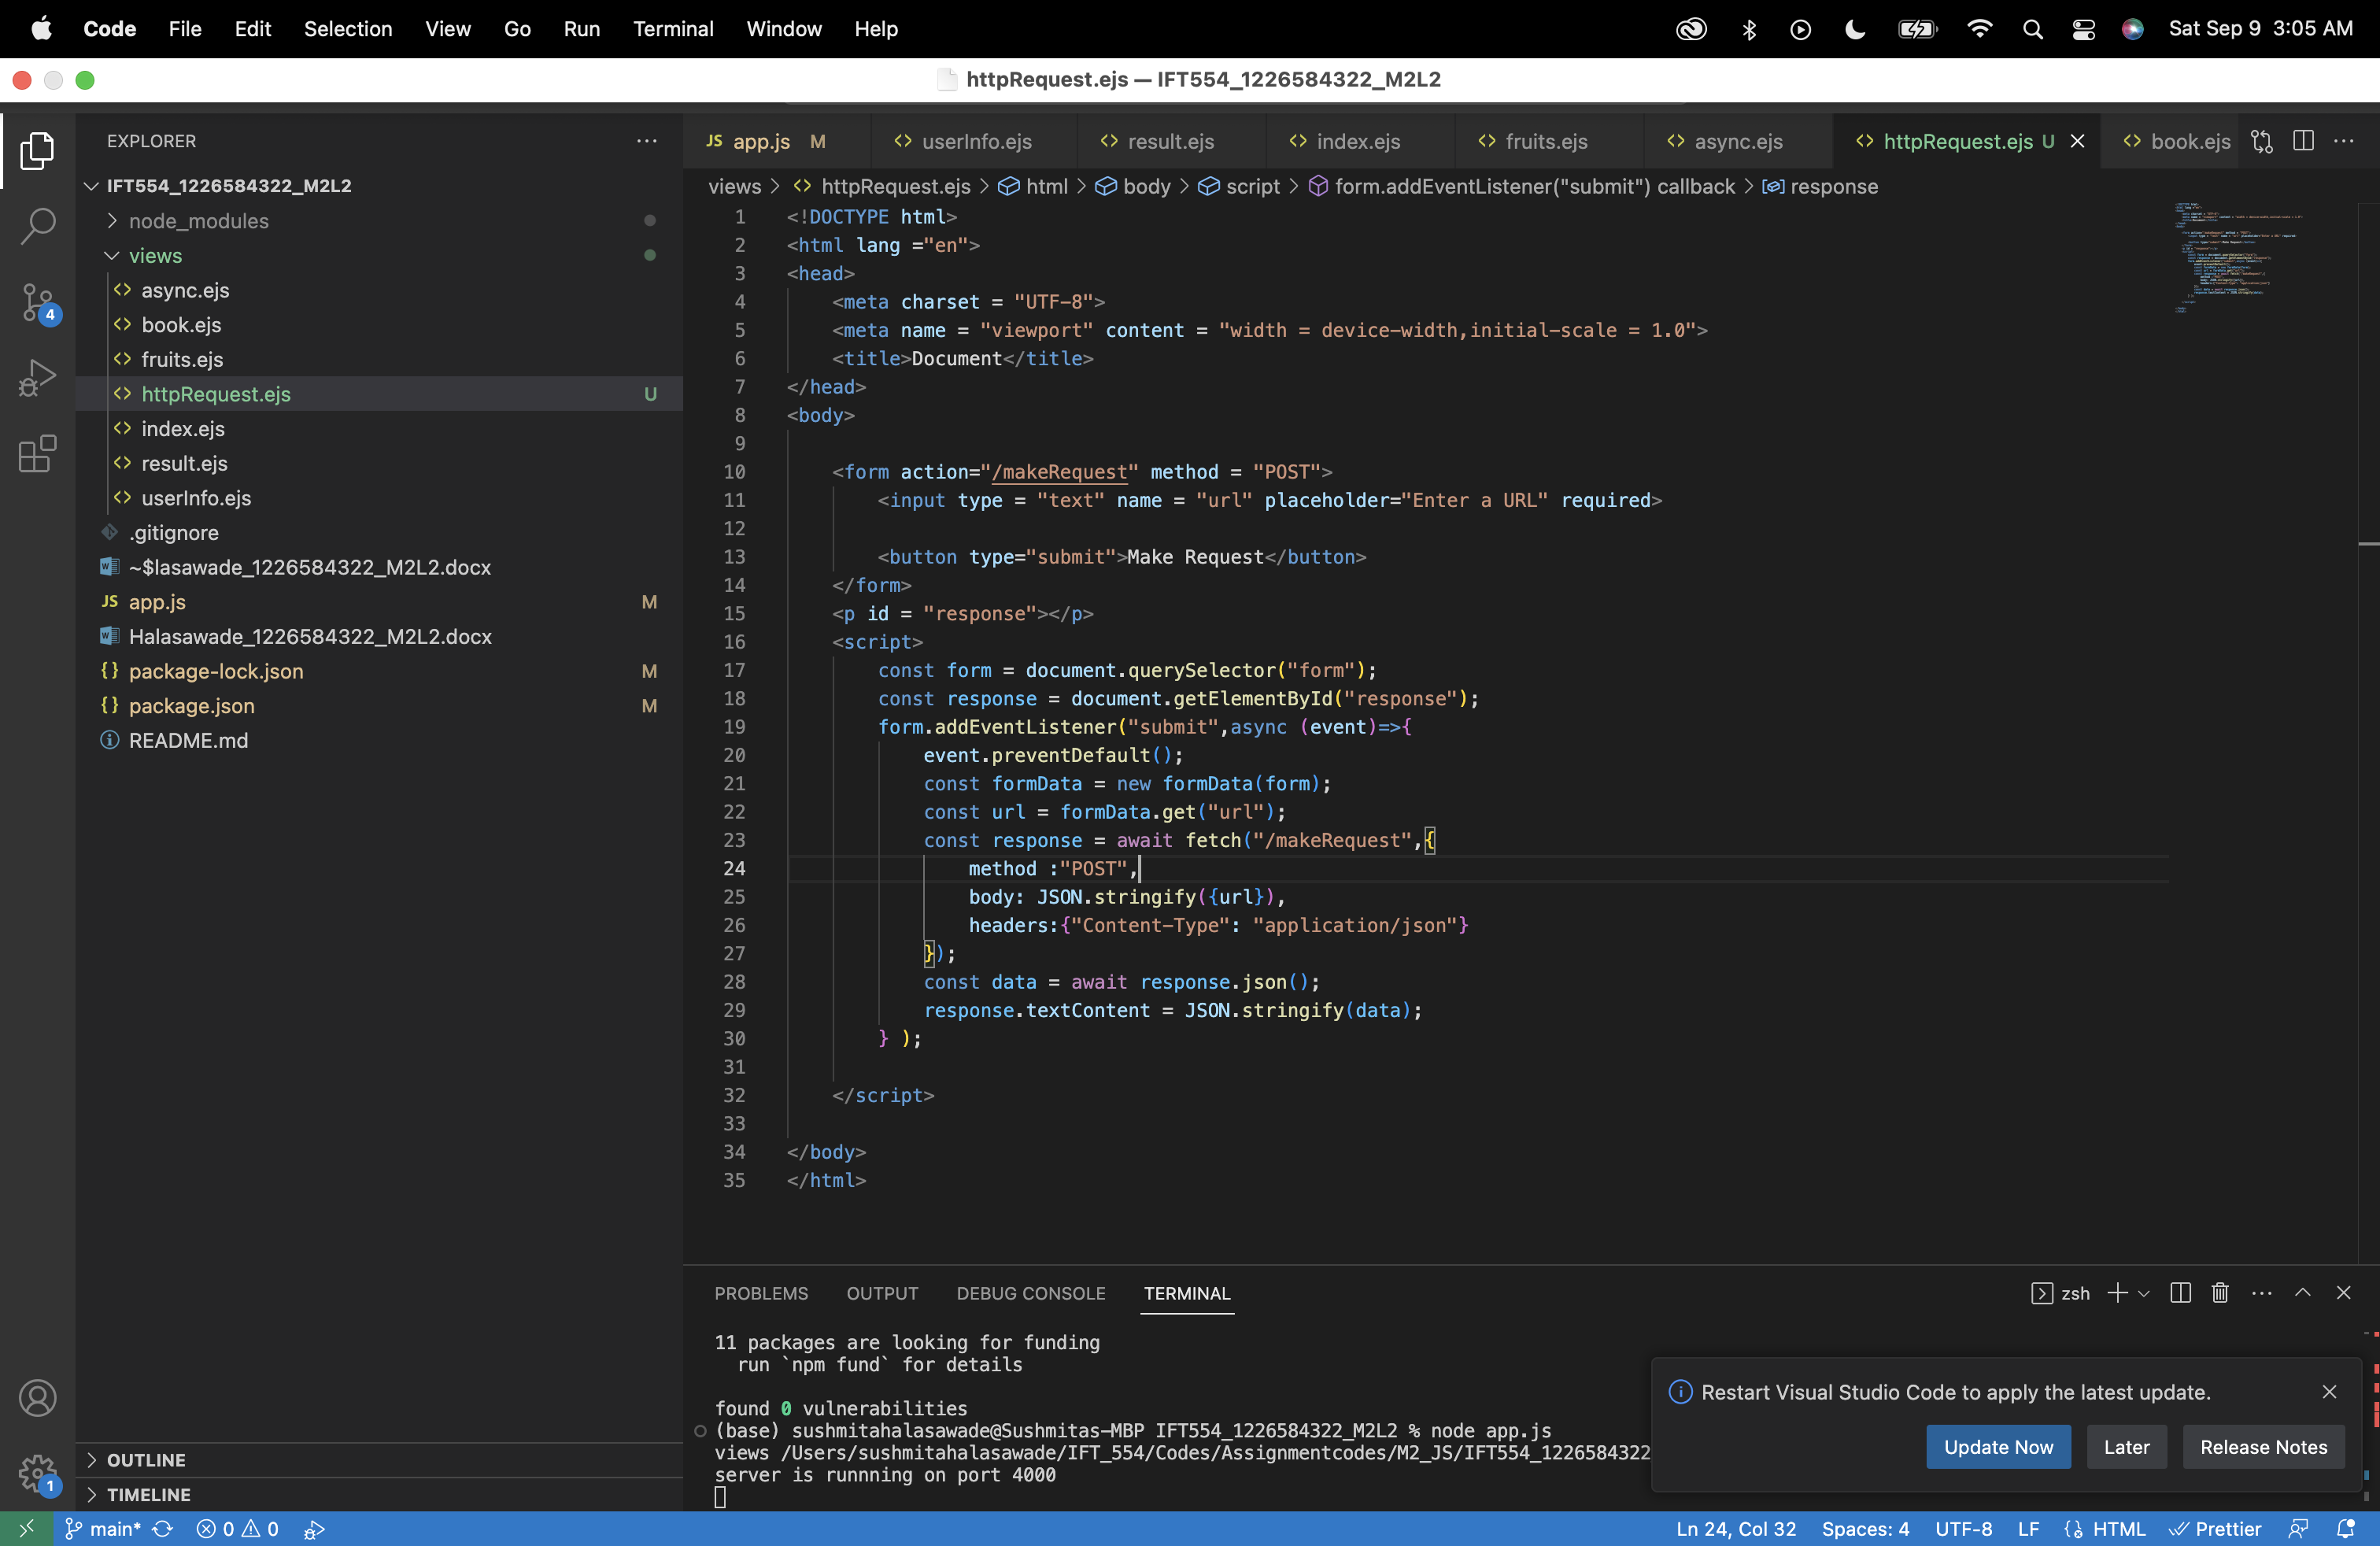 Code File Edit Selection View Go Run Terminal Window Help Sat Sep 9 3:05 AM
httpRequest.ejs — IFT554_1226584322_M2L2
EXPLORER
IFT554_1226584322_M2L2
node_modules
views
async.ejs
book.ejs
fruits.ejs
httpRequest.ejs U
index.ejs
result.ejs
userInfo.ejs
.gitignore
~$lasawade_1226584322_M2L2.docx
JS app.js M
Halasawade_1226584322_M2L2.docx
{} package-lock.json M
{} package.json M
README.md
OUTLINE
TIMELINE
4
1
JS app.js M <> userInfo.ejs <> result.ejs <> index.ejs <> fruits.ejs <> async.ejs <> httpRequest.ejs U <> book.ejs
views > <> httpRequest.ejs > html > body > script > form.addEventListener("submit") callback > response
1 <!DOCTYPE html>
2 <html lang ="en">
3 <head>
4 <meta charset = "UTF-8">
5 <meta name = "viewport" content = "width = device-width,initial-scale = 1.0">
6 <title>Document</title>
7 </head>
8 <body>
9
10 <form action="/makeRequest" method = "POST">
11 <input type = "text" name = "url" placeholder="Enter a URL" required>
12
13 <button type="submit">Make Request</button>
14 </form>
15 <p id = "response"></p>
16 <script>
17 const form = document.querySelector("form");
18 const response = document.getElementById("response");
19 form.addEventListener("submit",async (event)=>{
20 event.preventDefault();
21 const formData = new formData(form);
22 const url = formData.get("url");
23 const response = await fetch("/makeRequest",{
24 method :"POST",
25 body: JSON.stringify({url}),
26 headers:{"Content-Type": "application/json"}
27 });
28 const data = await response.json();
29 response.textContent = JSON.stringify(data);
30 } );
31
32 </script>
33
34 </body>
35 </html>
PROBLEMS OUTPUT DEBUG CONSOLE TERMINAL zsh
11 packages are looking for funding
run `npm fund` for details
found 0 vulnerabilities
(base) sushmitahalasawade@Sushmitas-MBP IFT554_1226584322_M2L2 % node app.js
views /Users/sushmitahalasawade/IFT_554/Codes/Assignmentcodes/M2_JS/IFT554_1226584322
server is runnning on port 4000
Restart Visual Studio Code to apply the latest update.
Update Now Later Release Notes
main* 0 0 Ln 24, Col 32 Spaces: 4 UTF-8 LF HTML Prettier